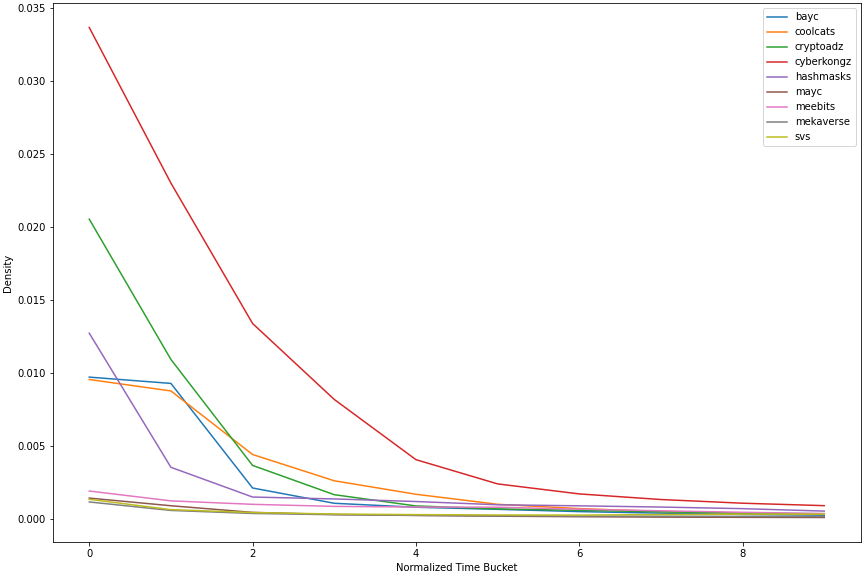 0.035
0.030
0.025
0.020
0.015
0.010
0.005
0.000
Density
0
2
4
6
8
Normalized Time Bucket
bayc
coolcats
cryptoadz
cyberkongz
hashmasks
mayc
meebits
mekaverse
svs